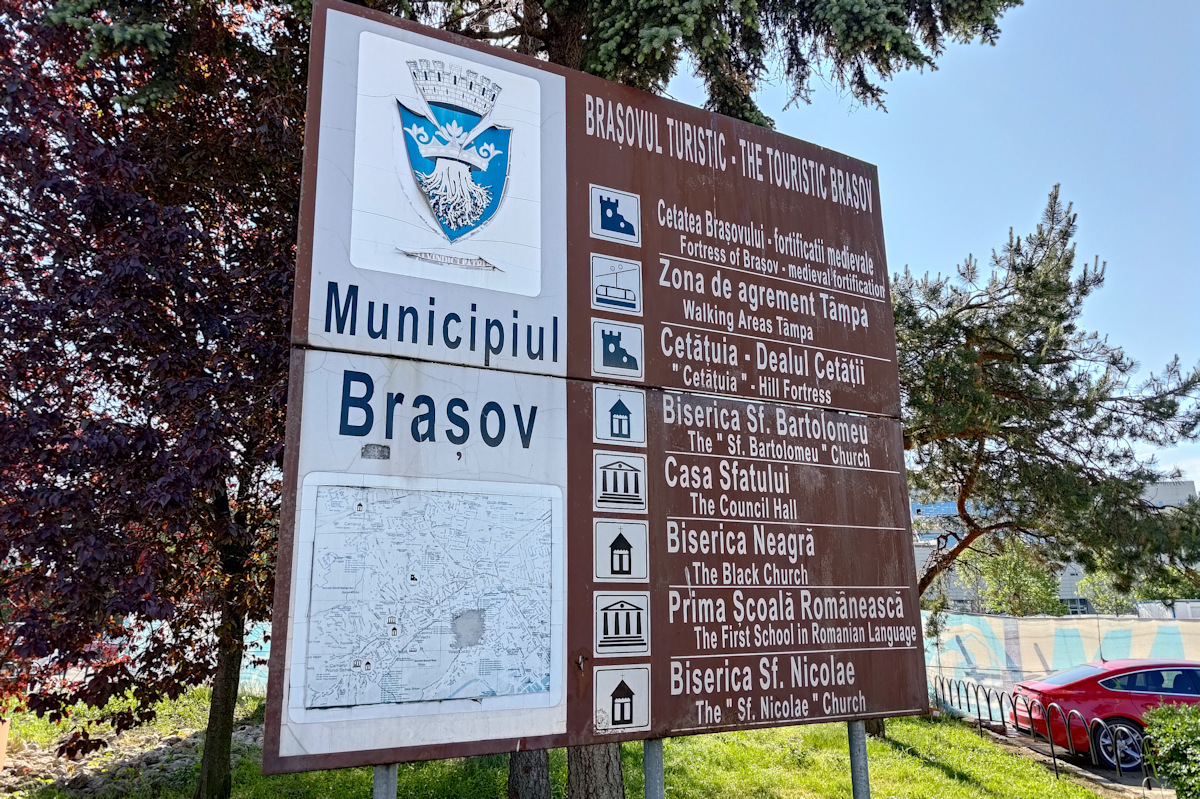 Municipiul
Brașov
BRAȘOVUL TURISTIC - THE TOURISTIC BRAȘOV
Cetatea Brașovului - fortificatii medievale
Fortress of Brașov - medieval fortification
Zona de agrement Tâmpa
Walking Areas Tâmpa
Cetățuia - Dealul Cetății
" Cetățuia " - Hill Fortress
Biserica Sf. Bartolomeu
The " Sf. Bartolomeu " Church
Casa Sfatului
The Council Hall
Biserica Neagră
The Black Church
Prima Școală Românească
The First School in Romanian Language
Biserica Sf. Nicolae
The " Sf. Nicolae " Church